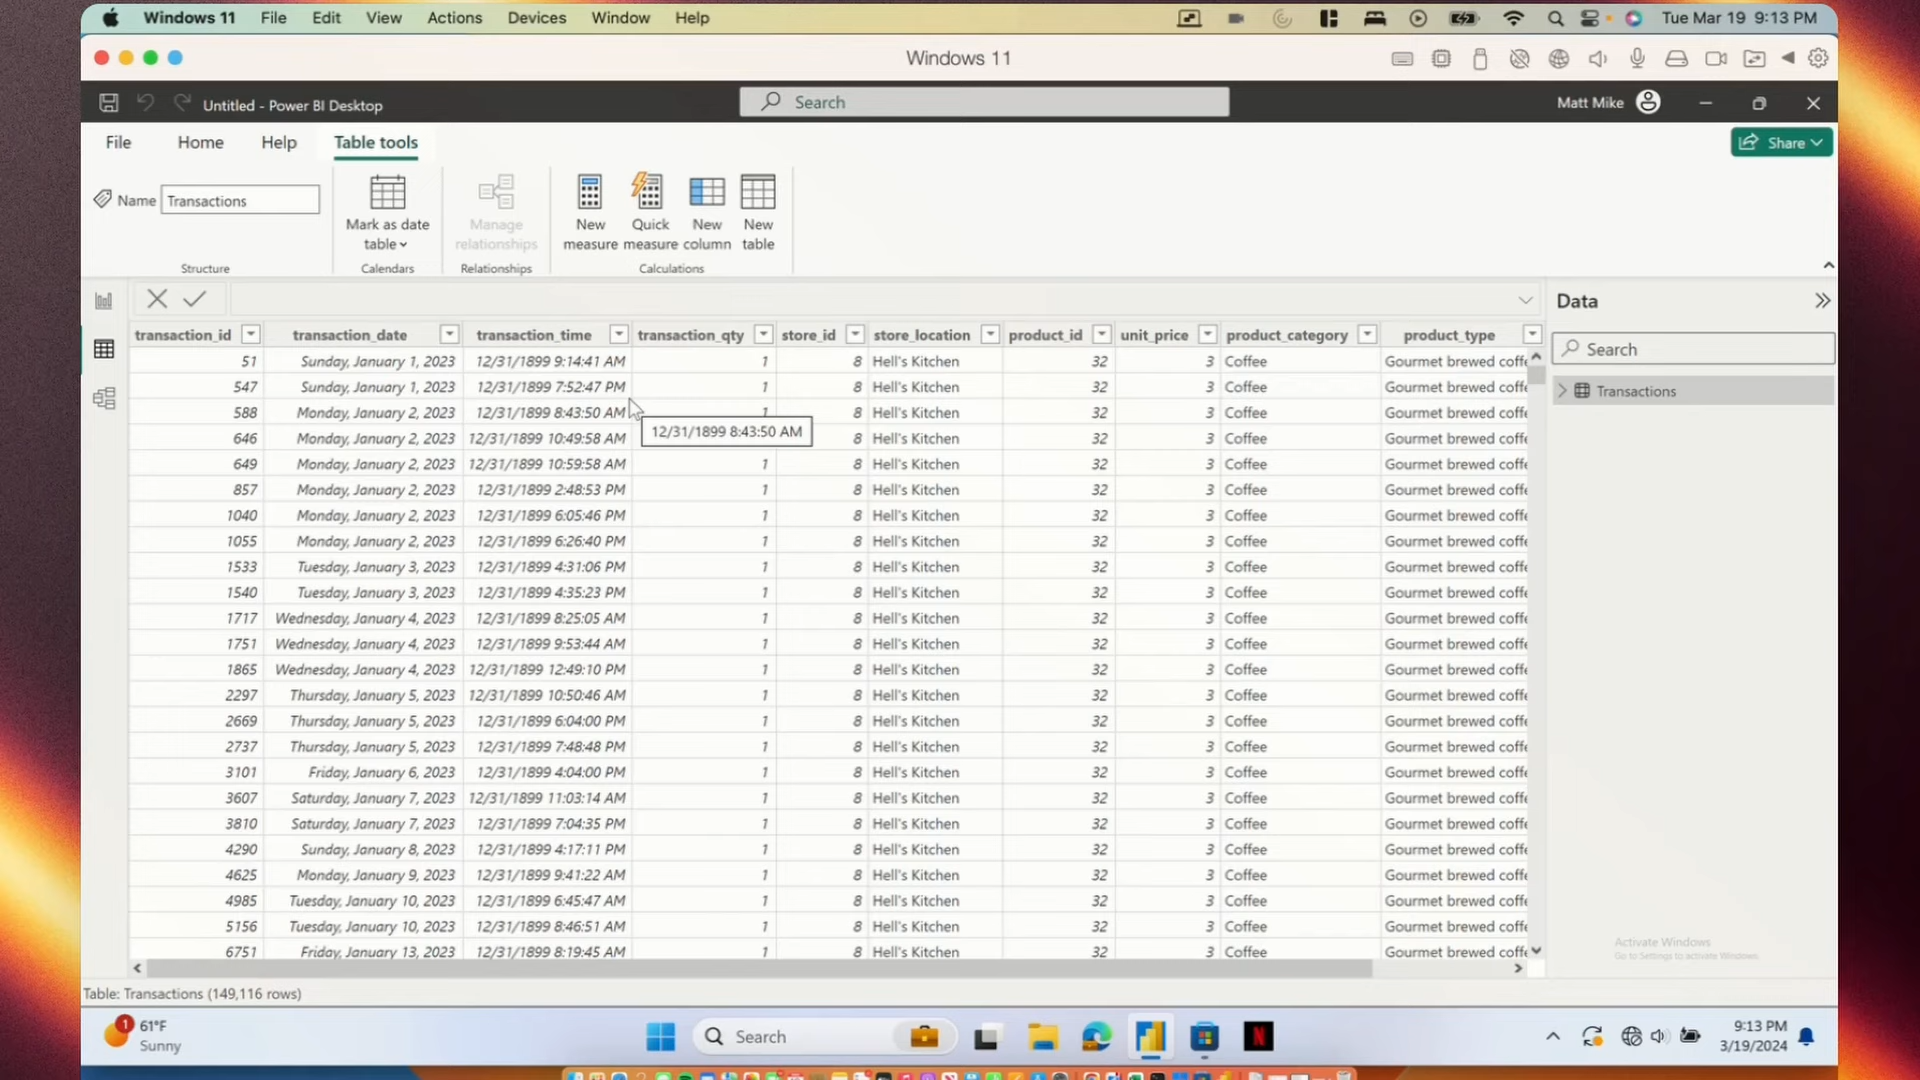 Windows 11 File Edit View Actions Devices Window Help Tue Mar 19 9:13 PM
Windows 11
Untitled - Power BI Desktop Search Matt Mike
File Home Help Table tools Share
Name Transactions
Mark as date table
Manage relationships
New measure
Quick measure
New column
New table
Structure Calendars Relationships Calculations
Data
Search
Transactions
transaction_id transaction_date transaction_time transaction_qty store_id store_location product_id unit_price product_category product_type
51 Sunday, January 1, 2023 12/31/1899 9:14:41 AM 1 8 Hell's Kitchen 32 3 Coffee Gourmet brewed coffe
547 Sunday, January 1, 2023 12/31/1899 7:52:47 PM 1 8 Hell's Kitchen 32 3 Coffee Gourmet brewed coffe
588 Monday, January 2, 2023 12/31/1899 8:43:50 AM 1 8 Hell's Kitchen 32 3 Coffee Gourmet brewed coffe
12/31/1899 8:43:50 AM
646 Monday, January 2, 2023 12/31/1899 10:49:58 AM 8 Hell's Kitchen 32 3 Coffee Gourmet brewed coffe
649 Monday, January 2, 2023 12/31/1899 10:59:58 AM 1 8 Hell's Kitchen 32 3 Coffee Gourmet brewed coffe
857 Monday, January 2, 2023 12/31/1899 2:48:53 PM 1 8 Hell's Kitchen 32 3 Coffee Gourmet brewed coffe
1040 Monday, January 2, 2023 12/31/1899 6:05:46 PM 1 8 Hell's Kitchen 32 3 Coffee Gourmet brewed coffe
1055 Monday, January 2, 2023 12/31/1899 6:26:40 PM 1 8 Hell's Kitchen 32 3 Coffee Gourmet brewed coffe
1533 Tuesday, January 3, 2023 12/31/1899 4:31:06 PM 1 8 Hell's Kitchen 32 3 Coffee Gourmet brewed coffe
1540 Tuesday, January 3, 2023 12/31/1899 4:35:23 PM 1 8 Hell's Kitchen 32 3 Coffee Gourmet brewed coffe
1717 Wednesday, January 4, 2023 12/31/1899 8:25:05 AM 1 8 Hell's Kitchen 32 3 Coffee Gourmet brewed coffe
1751 Wednesday, January 4, 2023 12/31/1899 9:53:44 AM 1 8 Hell's Kitchen 32 3 Coffee Gourmet brewed coffe
1865 Wednesday, January 4, 2023 12/31/1899 12:49:10 PM 1 8 Hell's Kitchen 32 3 Coffee Gourmet brewed coffe
2297 Thursday, January 5, 2023 12/31/1899 10:50:46 AM 1 8 Hell's Kitchen 32 3 Coffee Gourmet brewed coffe
2669 Thursday, January 5, 2023 12/31/1899 6:04:00 PM 1 8 Hell's Kitchen 32 3 Coffee Gourmet brewed coffe
2737 Thursday, January 5, 2023 12/31/1899 7:48:48 PM 1 8 Hell's Kitchen 32 3 Coffee Gourmet brewed coffe
3101 Friday, January 6, 2023 12/31/1899 4:04:00 PM 1 8 Hell's Kitchen 32 3 Coffee Gourmet brewed coffe
3607 Saturday, January 7, 2023 12/31/1899 11:03:14 AM 1 8 Hell's Kitchen 32 3 Coffee Gourmet brewed coffe
3810 Saturday, January 7, 2023 12/31/1899 7:04:35 PM 1 8 Hell's Kitchen 32 3 Coffee Gourmet brewed coffe
4290 Sunday, January 8, 2023 12/31/1899 4:17:11 PM 1 8 Hell's Kitchen 32 3 Coffee Gourmet brewed coffe
4625 Monday, January 9, 2023 12/31/1899 9:41:22 AM 1 8 Hell's Kitchen 32 3 Coffee Gourmet brewed coffe
4985 Tuesday, January 10, 2023 12/31/1899 6:45:47 AM 1 8 Hell's Kitchen 32 3 Coffee Gourmet brewed coffe
5156 Tuesday, January 10, 2023 12/31/1899 8:46:51 AM 1 8 Hell's Kitchen 32 3 Coffee Gourmet brewed coffe
6751 Friday, January 13, 2023 12/31/1899 8:19:45 AM 1 8 Hell's Kitchen 32 3 Coffee Gourmet brewed coffe
Activate Windows
Go to Settings to activate Windows.
Table: Transactions (149,116 rows)
1 61°F
Sunny
Search
N
9:13 PM
3/19/2024